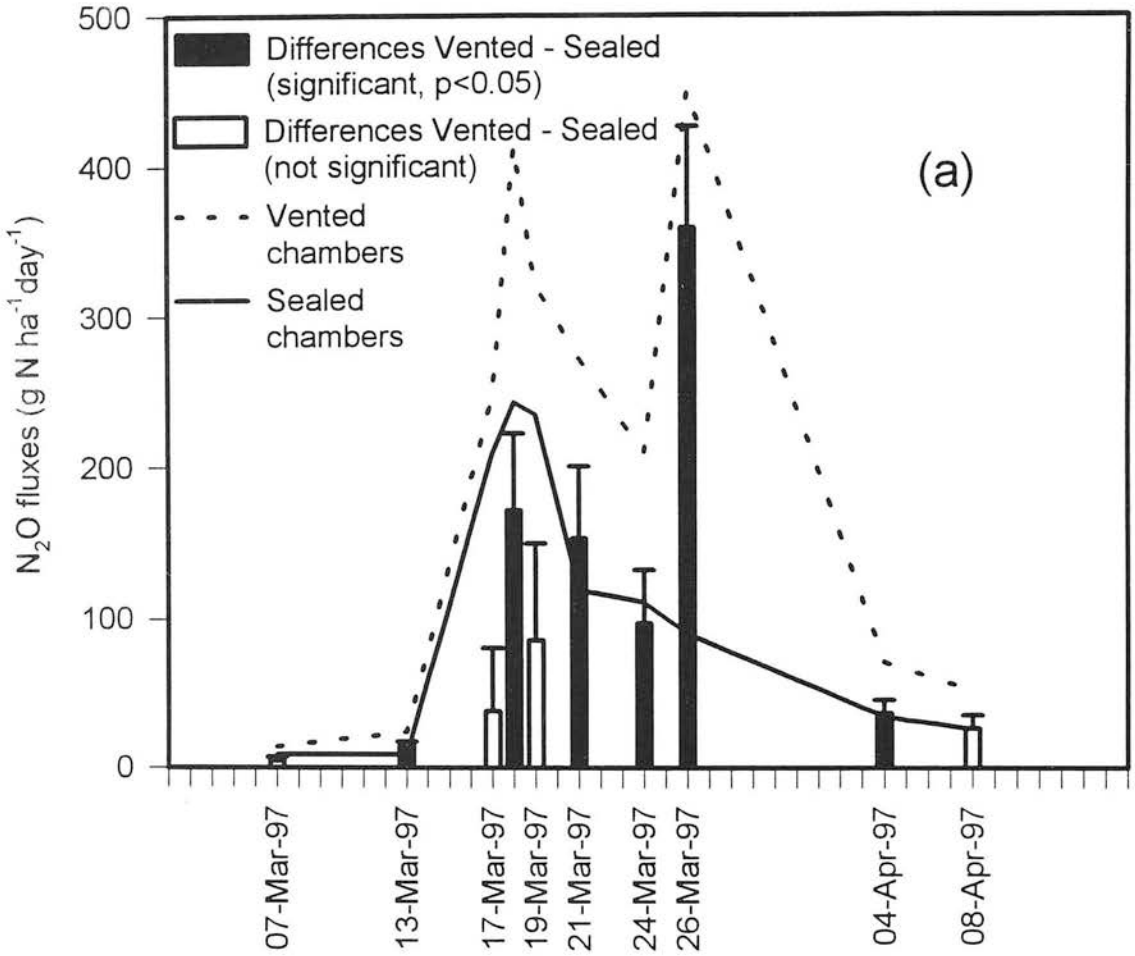 500
400
300
200
100
0
N₂O fluxes (g N ha⁻¹day⁻¹)
Differences Vented - Sealed
(significant, p<0.05)
Differences Vented - Sealed
(not significant)
Vented
chambers
Sealed
chambers
(a)
07-Mar-97
13-Mar-97
17-Mar-97
19-Mar-97
21-Mar-97
24-Mar-97
26-Mar-97
04-Apr-97
08-Apr-97